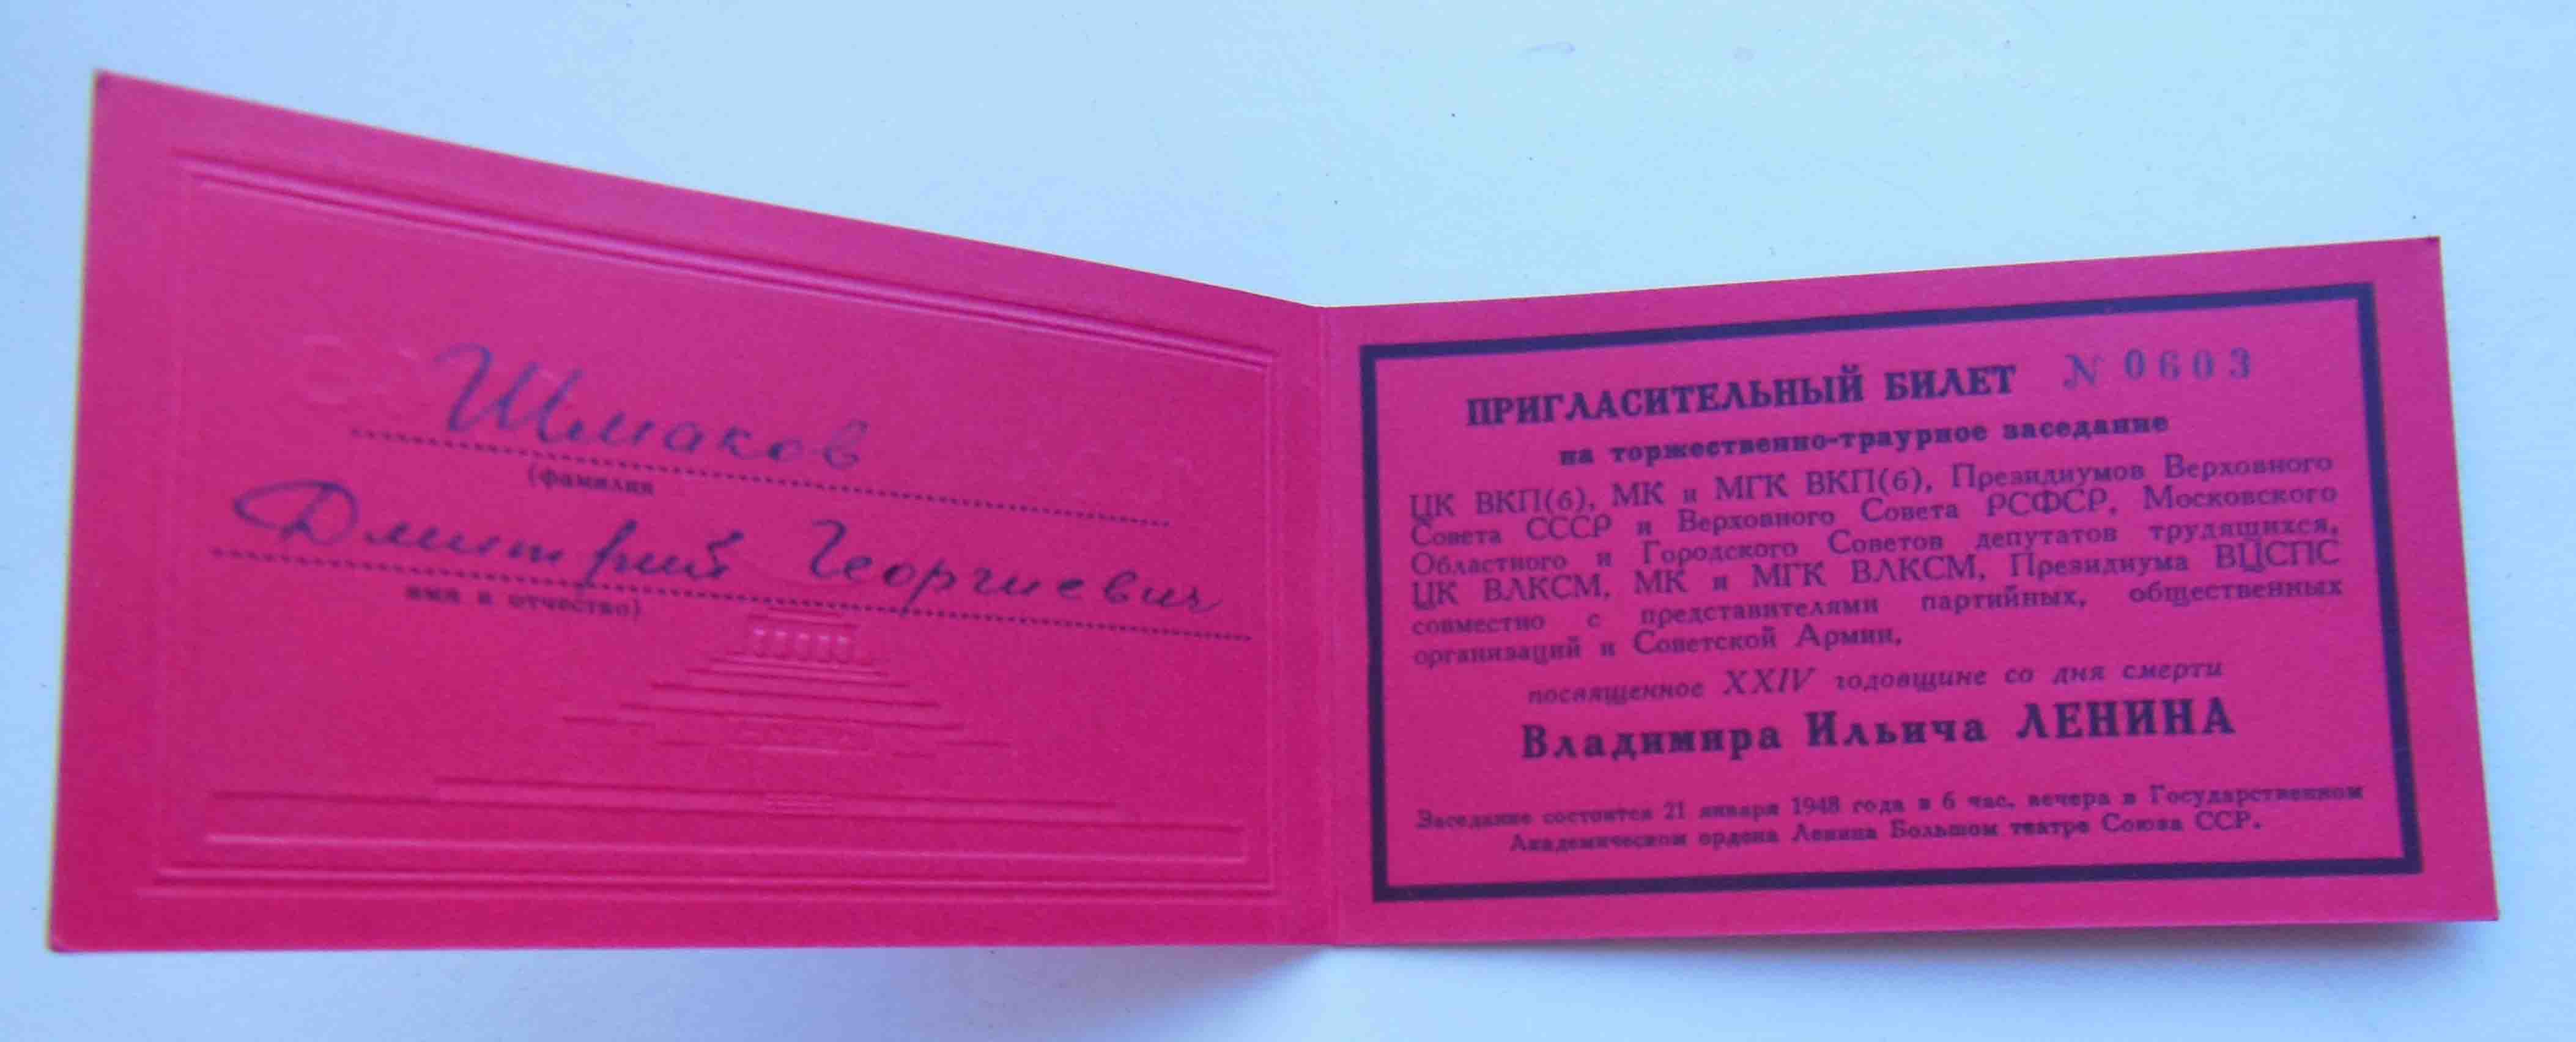 Шмаков
(фамилия
Дмитрий Георгиевич
имя и отчество)
ПРИГЛАСИТЕЛЬНЫЙ БИЛЕТ № 0603
на торжественно-траурное заседание
ЦК ВКП(б), МК и МГК ВКП(б), Президиумов Верховного
Совета СССР и Верховного Совета РСФСР, Московского
Областного и Городского Советов депутатов трудящихся,
ЦК ВЛКСМ, МК и МГК ВЛКСМ, Президиума ВЦСПС
совместно с представителями партийных, общественных
организаций и Советской Армии,
посвященное XXIV годовщине со дня смерти
Владимира Ильича ЛЕНИНА
Заседание состоится 21 января 1948 года в 6 час. вечера в Государственном
Академическом ордена Ленина Большом театре Союза ССР.